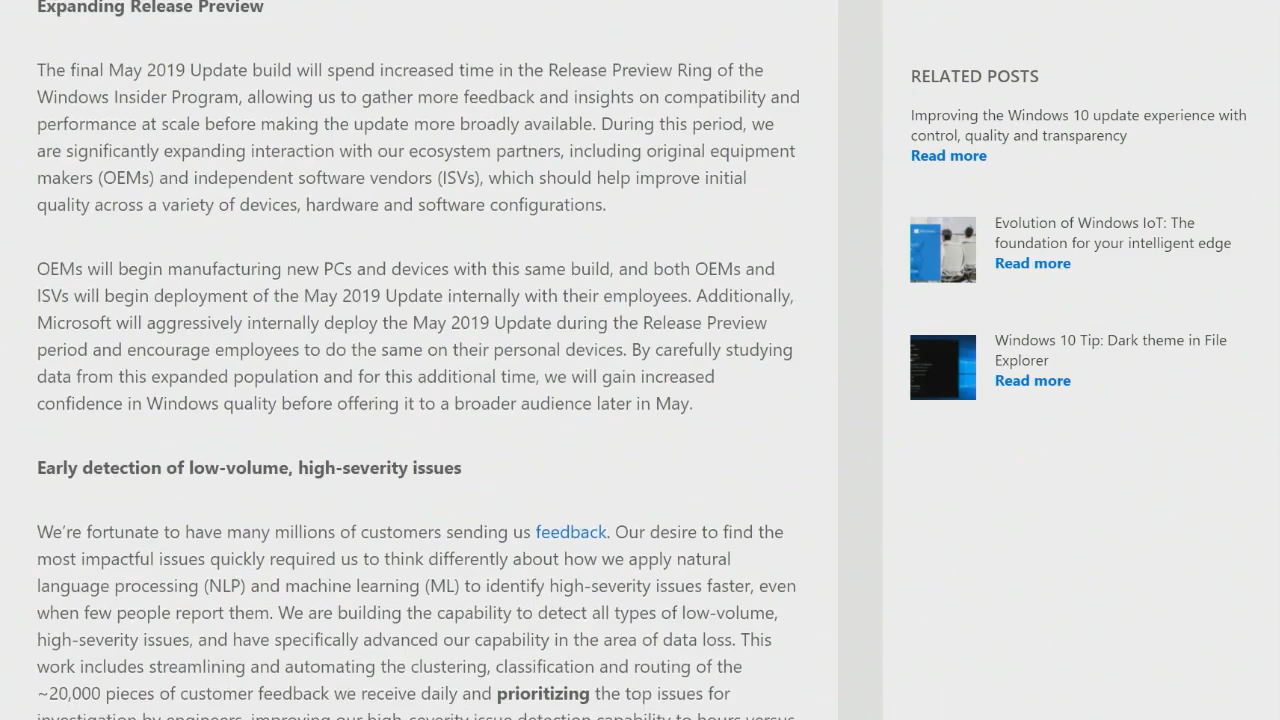 Expanding Release Preview
The final May 2019 Update build will spend increased time in the Release Preview Ring of the
Windows Insider Program, allowing us to gather more feedback and insights on compatibility and
performance at scale before making the update more broadly available. During this period, we
are significantly expanding interaction with our ecosystem partners, including original equipment
makers (OEMs) and independent software vendors (ISVs), which should help improve initial
quality across a variety of devices, hardware and software configurations.
OEMs will begin manufacturing new PCs and devices with this same build, and both OEMs and
ISVs will begin deployment of the May 2019 Update internally with their employees. Additionally,
Microsoft will aggressively internally deploy the May 2019 Update during the Release Preview
period and encourage employees to do the same on their personal devices. By carefully studying
data from this expanded population and for this additional time, we will gain increased
confidence in Windows quality before offering it to a broader audience later in May.
Early detection of low-volume, high-severity issues
We're fortunate to have many millions of customers sending us feedback. Our desire to find the
most impactful issues quickly required us to think differently about how we apply natural
language processing (NLP) and machine learning (ML) to identify high-severity issues faster, even
when few people report them. We are building the capability to detect all types of low-volume,
high-severity issues, and have specifically advanced our capability in the area of data loss. This
work includes streamlining and automating the clustering, classification and routing of the
~20,000 pieces of customer feedback we receive daily and prioritizing the top issues for
investigation by engineers, improving our high-severity issue detection capability to hours versus
RELATED POSTS
Improving the Windows 10 update experience with
control, quality and transparency
Read more
Evolution of Windows IoT: The
foundation for your intelligent edge
Read more
Windows 10 Tip: Dark theme in File
Explorer
Read more